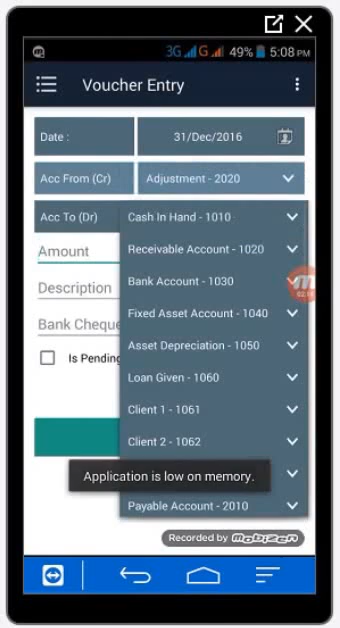 3G G 49% 5:08 PM
Voucher Entry
Date : 31/Dec/2016
Acc From (Cr) Adjustment - 2020
Acc To (Dr) Cash In Hand - 1010
Amount Receivable Account - 1020
Bank Account - 1030
Description
Fixed Asset Account - 1040
Bank Cheque
Asset Depreciation - 1050
Is Pending
Loan Given - 1060
Client 1 - 1061
Client 2 - 1062
Application is low on memory.
Payable Account - 2010
Recorded by Mobizen